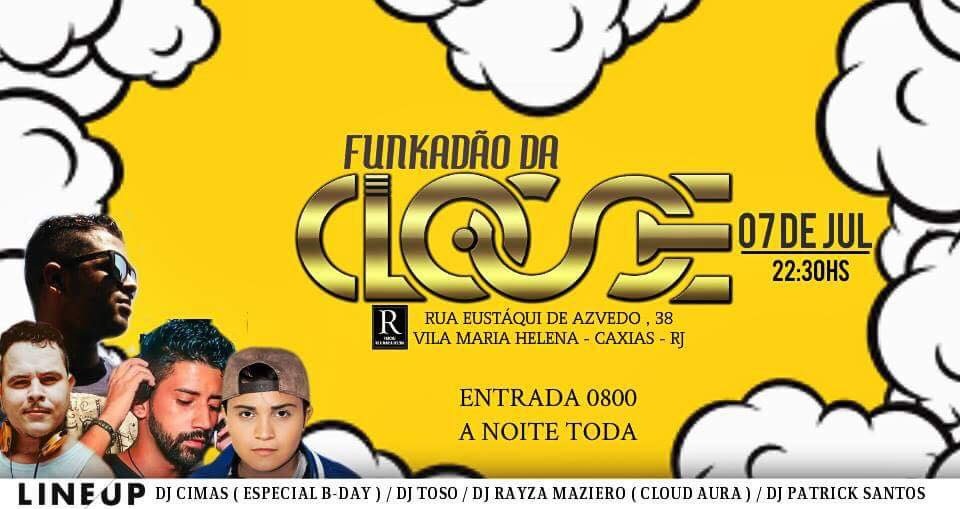 FUNKADÃO DA
CLOSE
07 DE JUL
22:30HS
R
RUA EUSTÁQUI DE AZVEDO , 38
VILA MARIA HELENA - CAXIAS - RJ
ENTRADA 0800
A NOITE TODA
LINEUP DJ CIMAS ( ESPECIAL B-DAY ) / DJ TOSO / DJ RAYZA MAZIERO ( CLOUD AURA ) / DJ PATRICK SANTOS